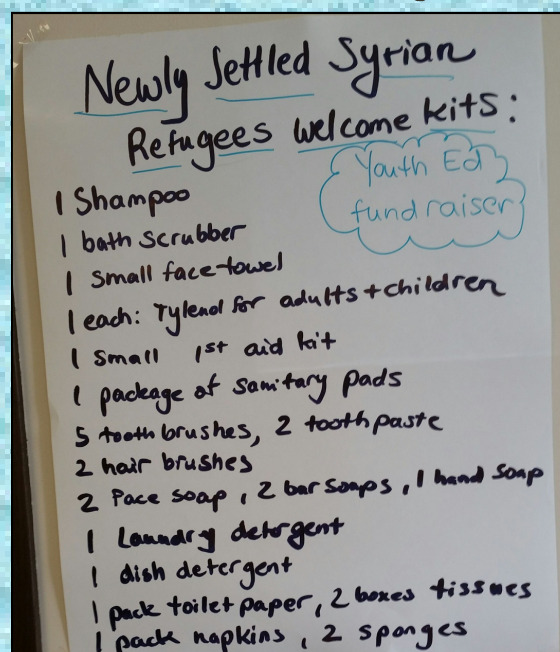 Newly Settled Syrian
Refugees welcome kits:
Youth Ed
fundraiser
1 Shampoo
1 bath scrubber
1 small face towel
1 each: Tylenol for adults + children
1 small 1st aid kit
1 package of sanitary pads
5 tooth brushes, 2 tooth paste
2 hair brushes
2 Face soap, 2 bar soaps, 1 hand soap
1 Laundry detergent
1 dish detergent
1 pack toilet paper, 2 boxes tissues
1 pack napkins, 2 sponges